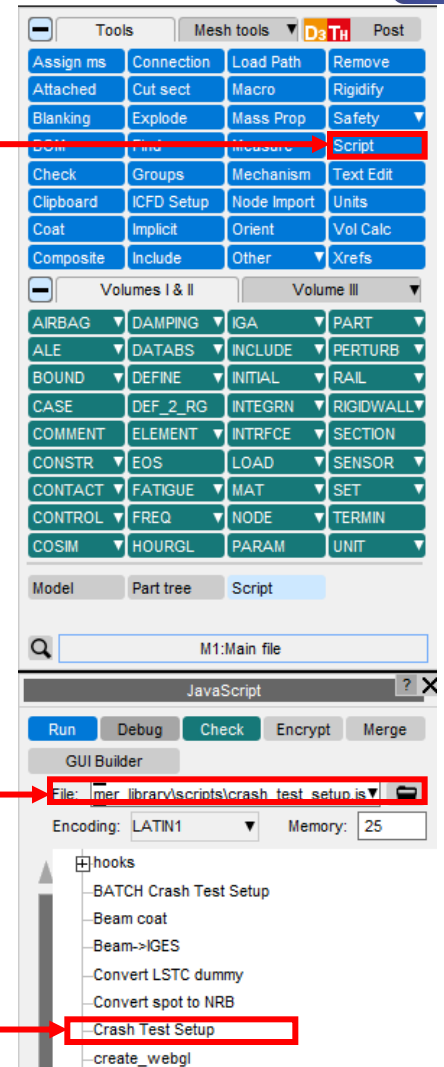 Tools Mesh tools ▼ D3 TH Post
Assign ms Connection Load Path Remove
Attached Cut sect Macro Rigidify
Blanking Explode Mass Prop Safety ▼
BOM Find Measure Script
Check Groups Mechanism Text Edit
Clipboard ICFD Setup Node Import Units
Coat Implicit Orient Vol Calc
Composite Include Other ▼ Xrefs
Volumes I & II Volume III ▼
AIRBAG ▼ DAMPING ▼ IGA ▼ PART ▼
ALE ▼ DATABS ▼ INCLUDE ▼ PERTURB ▼
BOUND ▼ DEFINE ▼ INITIAL ▼ RAIL ▼
CASE DEF_2_RG INTEGRN ▼ RIGIDWALL▼
COMMENT ELEMENT ▼ INTRFCE ▼ SECTION
CONSTR ▼ EOS LOAD ▼ SENSOR ▼
CONTACT ▼ FATIGUE ▼ MAT ▼ SET ▼
CONTROL ▼ FREQ ▼ NODE ▼ TERMIN
COSIM ▼ HOURGL PARAM UNIT ▼
Model Part tree Script
M1:Main file
JavaScript ? X
Run Debug Check Encrypt Merge
GUI Builder
File: mer_library\scripts\crash_test_setup.js▼
Encoding: LATIN1 ▼ Memory: 25
hooks
BATCH Crash Test Setup
Beam coat
Beam->IGES
Convert LSTC dummy
Convert spot to NRB
Crash Test Setup
create_webgl